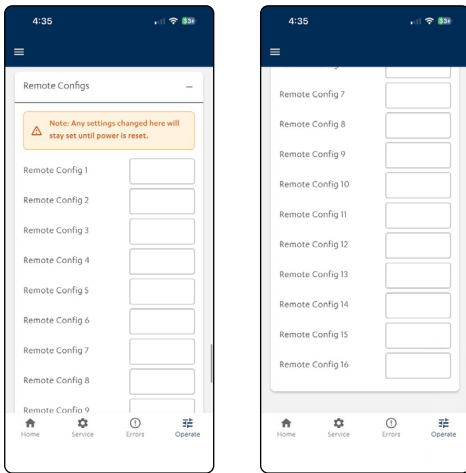 4:35
33
Remote Configs
Note: Any settings changed here will
stay set until power is reset.
Remote Config 1
Remote Config 2
Remote Config 3
Remote Config 4
Remote Config 5
Remote Config 6
Remote Config 7
Remote Config 8
Remote Config 9
Home Service Errors Operate
4:35
33
Remote Config 7
Remote Config 8
Remote Config 9
Remote Config 10
Remote Config 11
Remote Config 12
Remote Config 13
Remote Config 14
Remote Config 15
Remote Config 16
Home Service Errors Operate